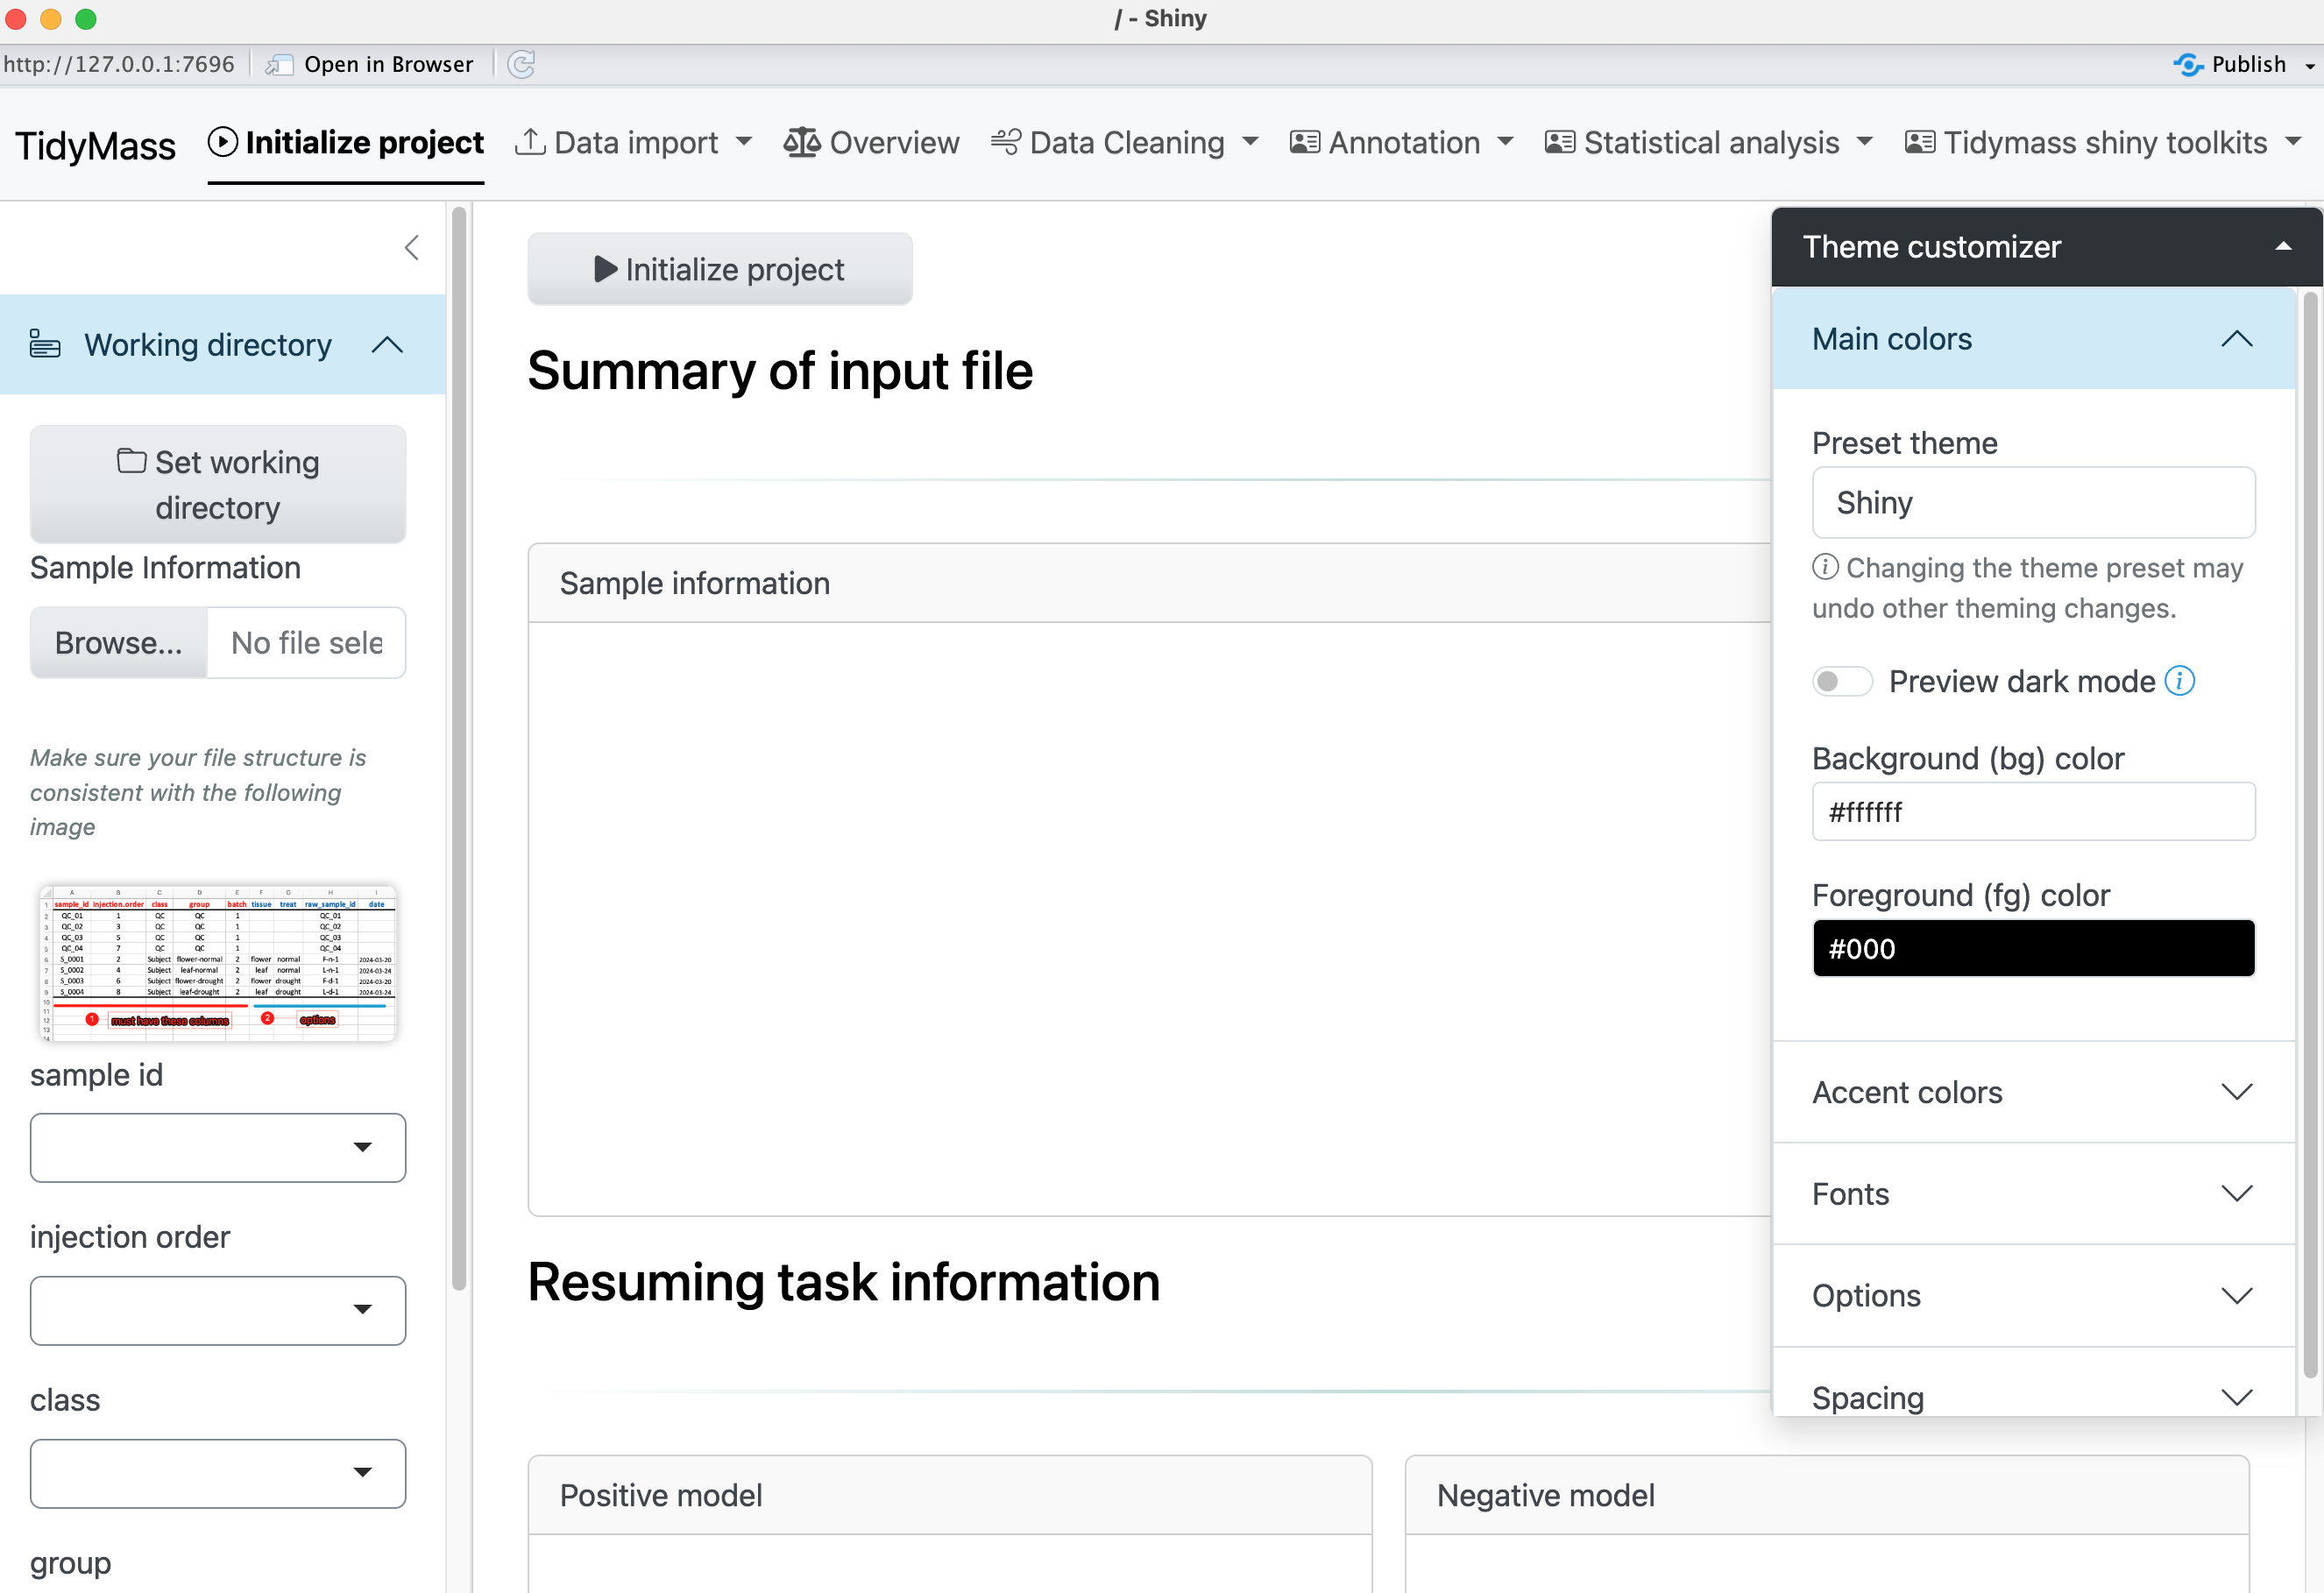 / - Shiny
http://127.0.0.1:7696
Open in Browser
Publish
TidyMass
Initialize project
Data import
Overview
Data Cleaning
Annotation
Statistical analysis
Tidymass shiny toolkits
Working directory
Set working
directory
Sample Information
Browse...
No file sele
Make sure your file structure is
consistent with the following
image
A B C D E F G H I
1 sample_id injection.order class group batch tissue treat raw_sample_id date
2 QC_01 1 QC QC 1 QC_01
3 QC_02 3 QC QC 1 QC_02
4 QC_03 5 QC QC 1 QC_03
5 QC_04 7 QC QC 1 QC_04
6 S_0001 2 Subject flower-normal 2 flower normal F-n-1 2024-03-20
7 S_0002 4 Subject leaf-normal 2 leaf normal L-n-1 2024-03-24
8 S_0003 6 Subject flower-drought 2 flower drought F-d-1 2024-03-20
9 S_0004 8 Subject leaf-drought 2 leaf drought L-d-1 2024-03-24
10
11
12 1 must have these columns 2 options
13
14
sample id
injection order
class
group
Initialize project
Summary of input file
Sample information
Resuming task information
Positive model
Negative model
Theme customizer
Main colors
Preset theme
Shiny
Changing the theme preset may
undo other theming changes.
Preview dark mode
Background (bg) color
#ffffff
Foreground (fg) color
#000
Accent colors
Fonts
Options
Spacing